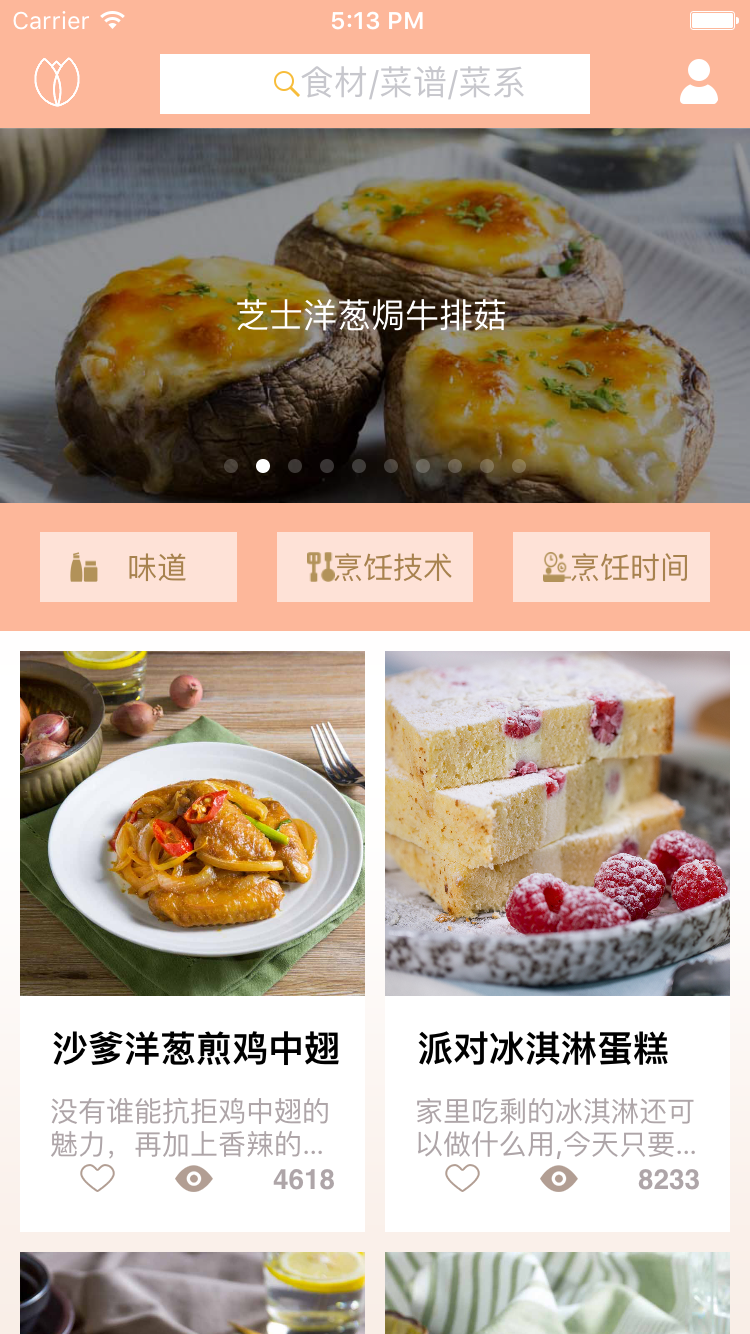 Carrier
5:13 PM
食材/菜谱/菜系
芝士洋葱焗牛排菇
味道
烹饪技术
烹饪时间
沙爹洋葱煎鸡中翅
没有谁能抗拒鸡中翅的
魅力，再加上香辣的...
4618
派对冰淇淋蛋糕
家里吃剩的冰淇淋还可
以做什么用,今天只要...
8233